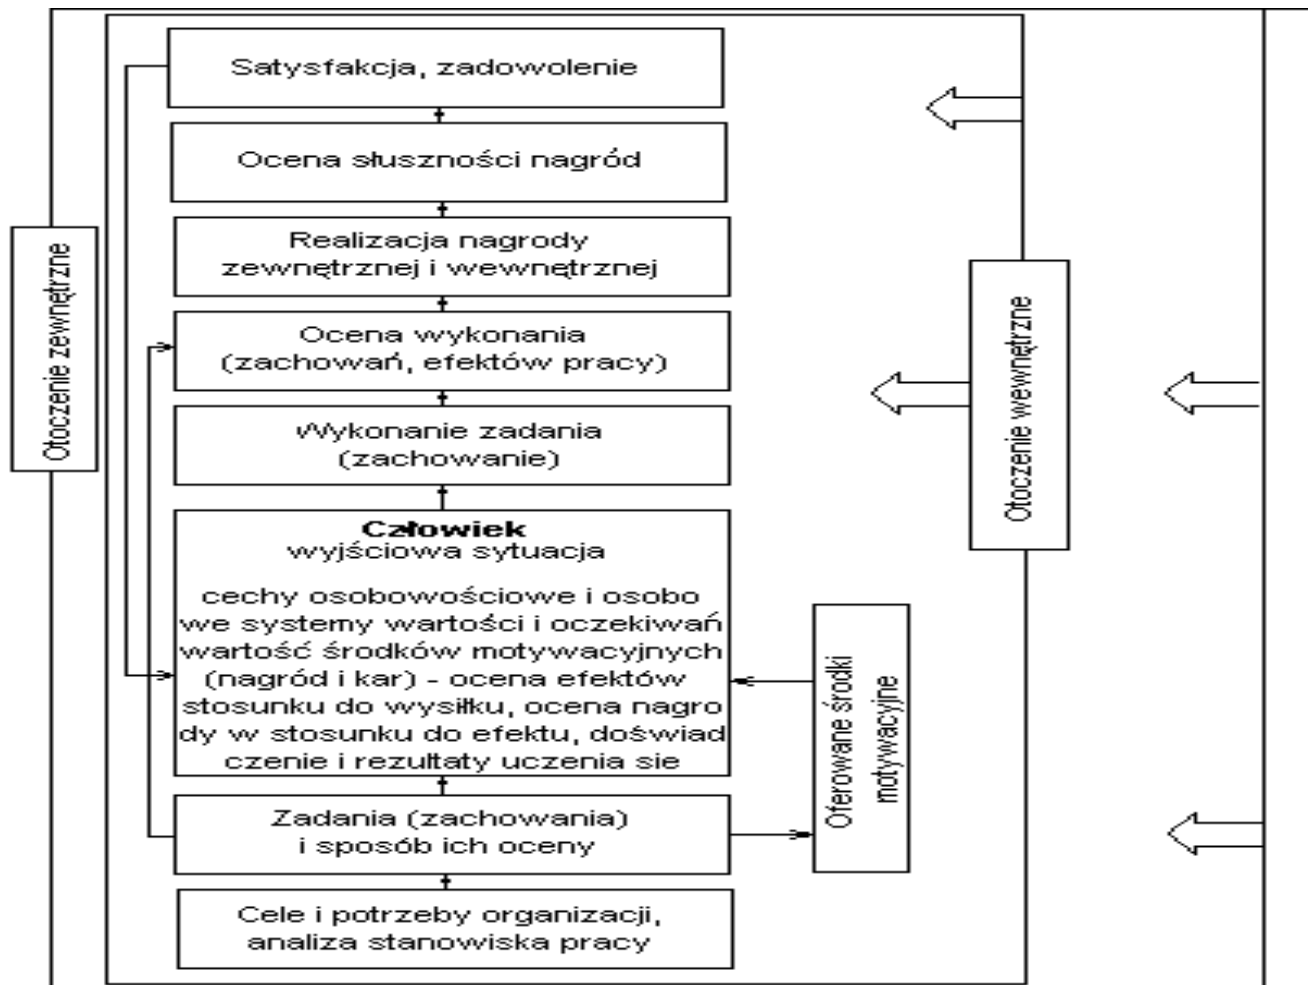 Satysfakcja, zadowolenie
Ocena słuszności nagród
Realizacja nagrody
zewnętrznej i wewnętrznej
Ocena wykonania
(zachowań, efektów pracy)
Wykonanie zadania
(zachowanie)
Człowiek
wyjściowa sytuacja
cechy osobowościowe i osobo
we systemy wartości i oczekiwań
wartość środków motywacyjnych
(nagród i kar) - ocena efektów
stosunku do wysiłku, ocena nagro
dy w stosunku do efektu, doświad
czenie i rezultaty uczenia sie
Zadania (zachowania)
i sposób ich oceny
Cele i potrzeby organizacji,
analiza stanowiska pracy
Otoczenie zewnętrzne
Oferowane środki
motywacyjne
Otoczenie wewnętrzne